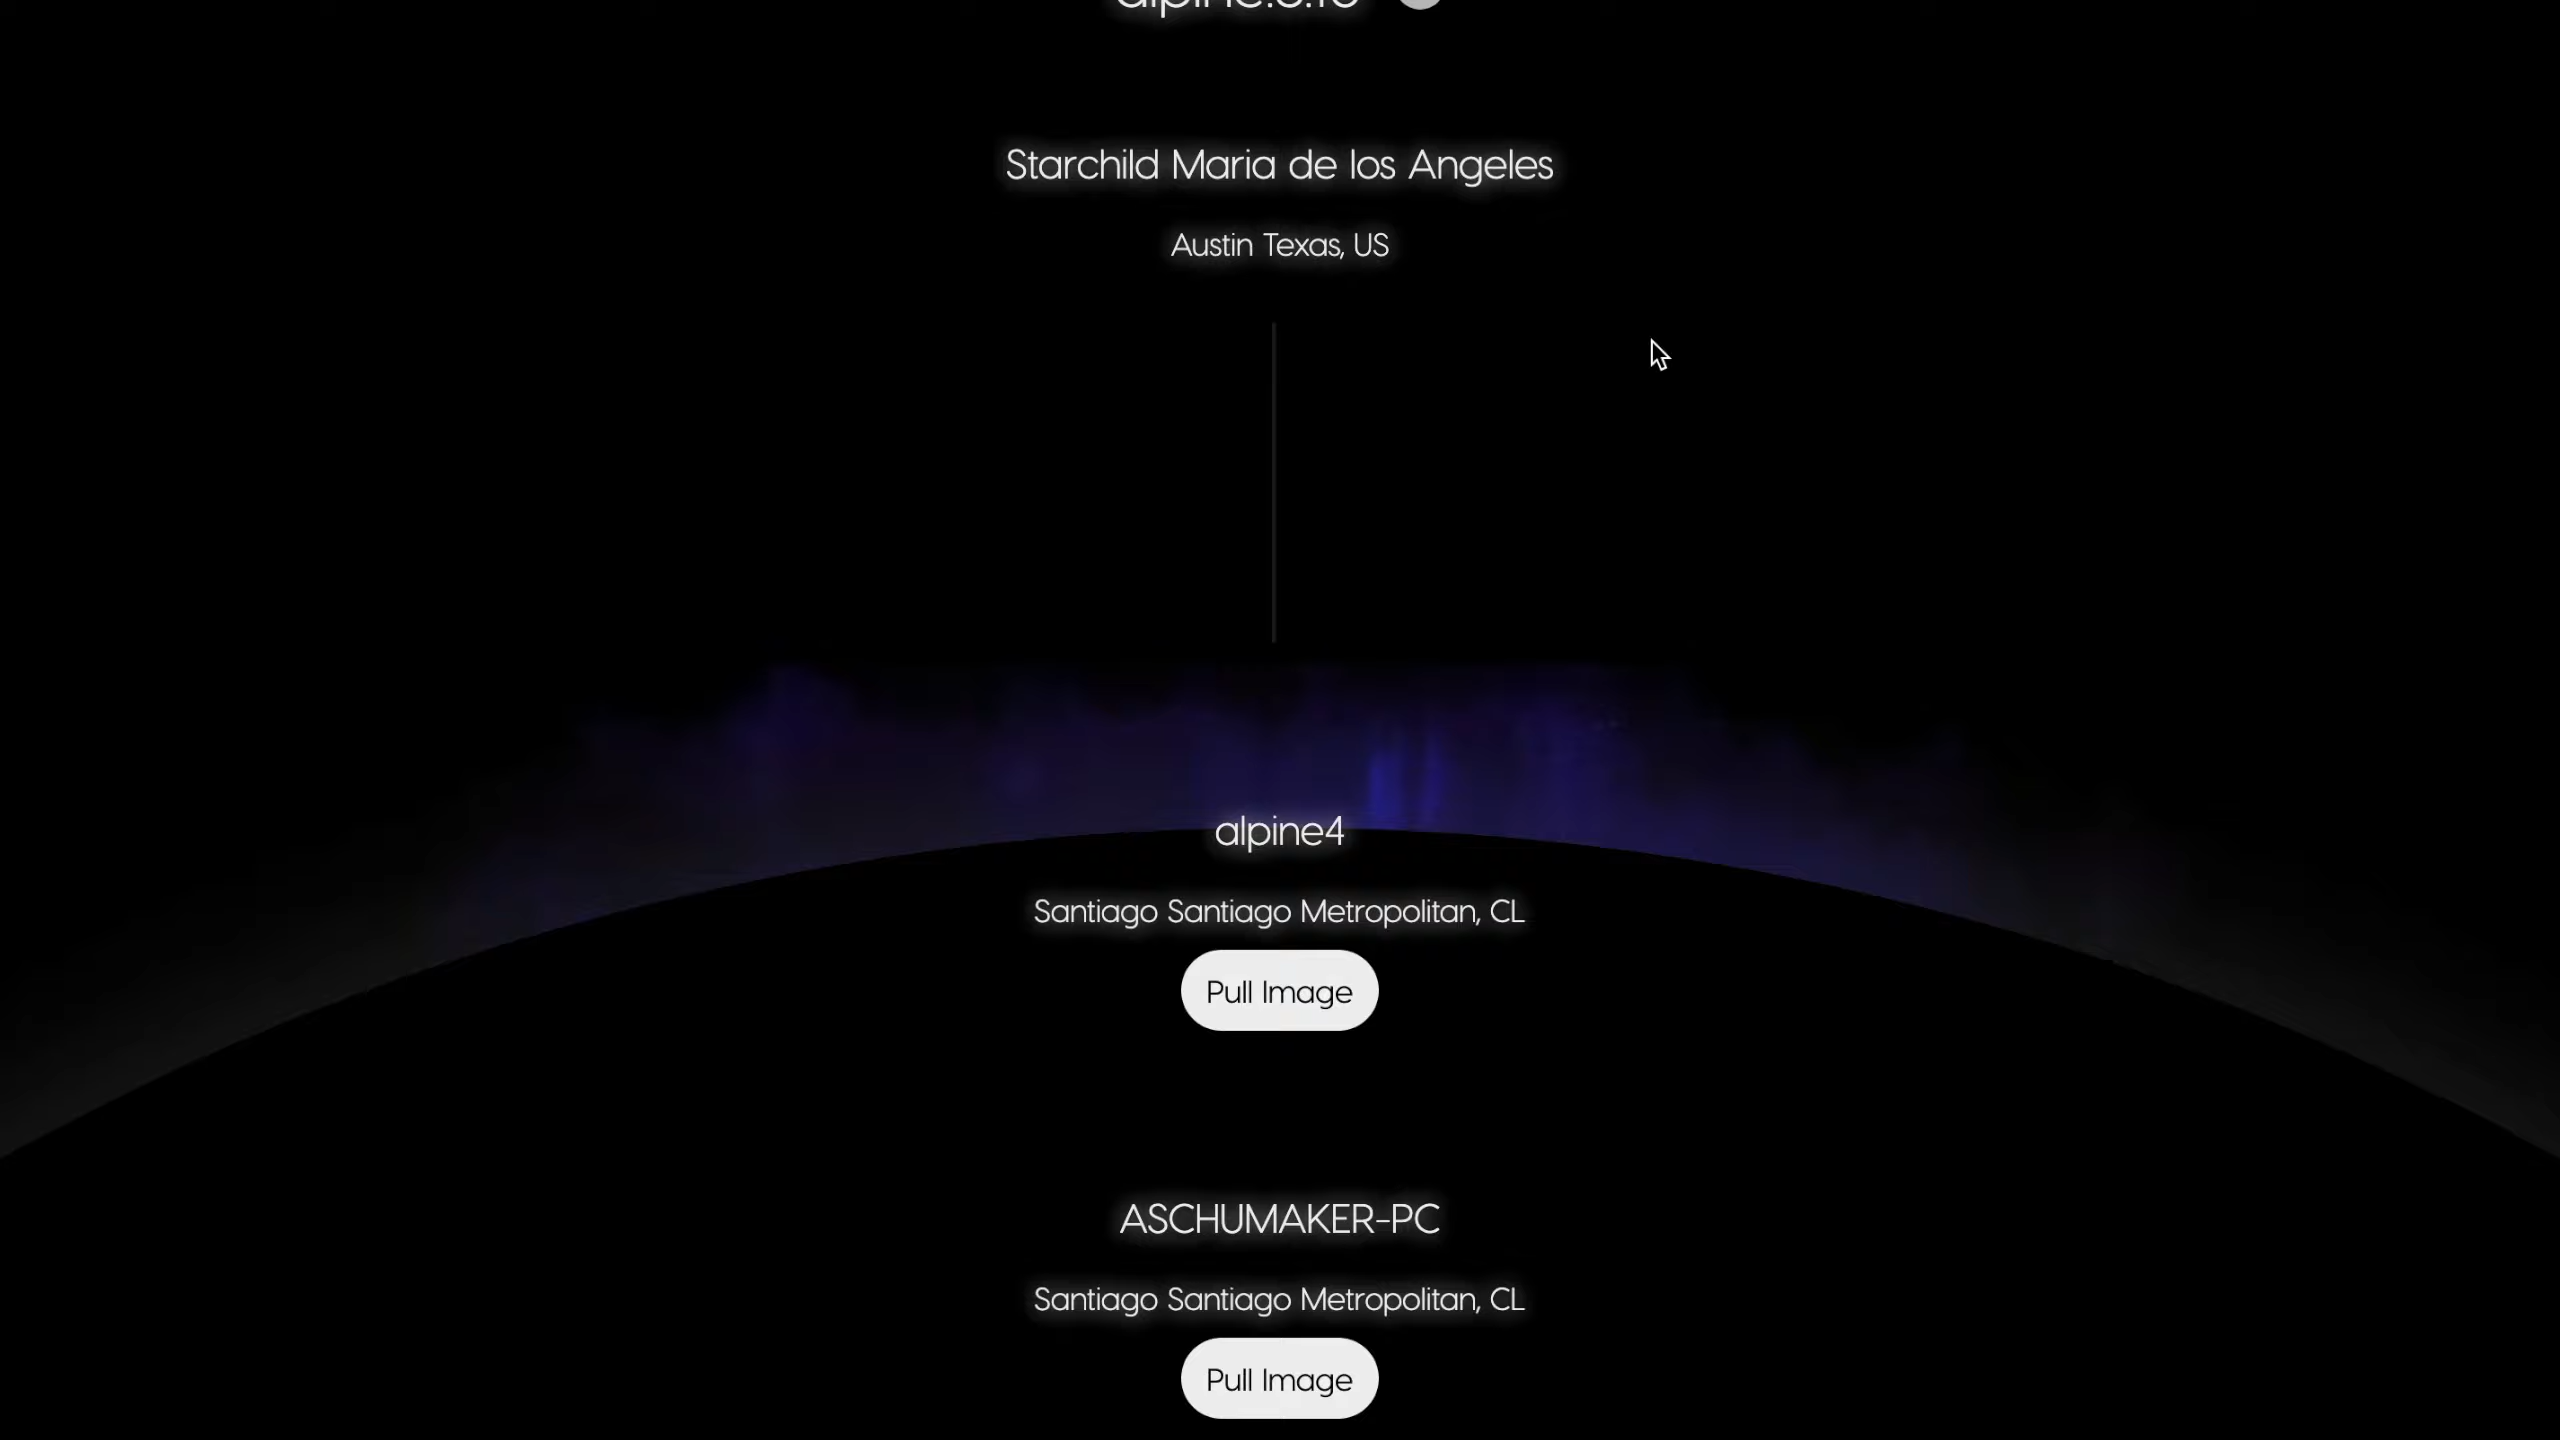 Starchild Maria de los Angeles
Austin Texas, US
alpine4
Santiago Santiago Metropolitan, CL
Pull Image
ASCHUMAKER-PC
Santiago Santiago Metropolitan, CL
Pull Image